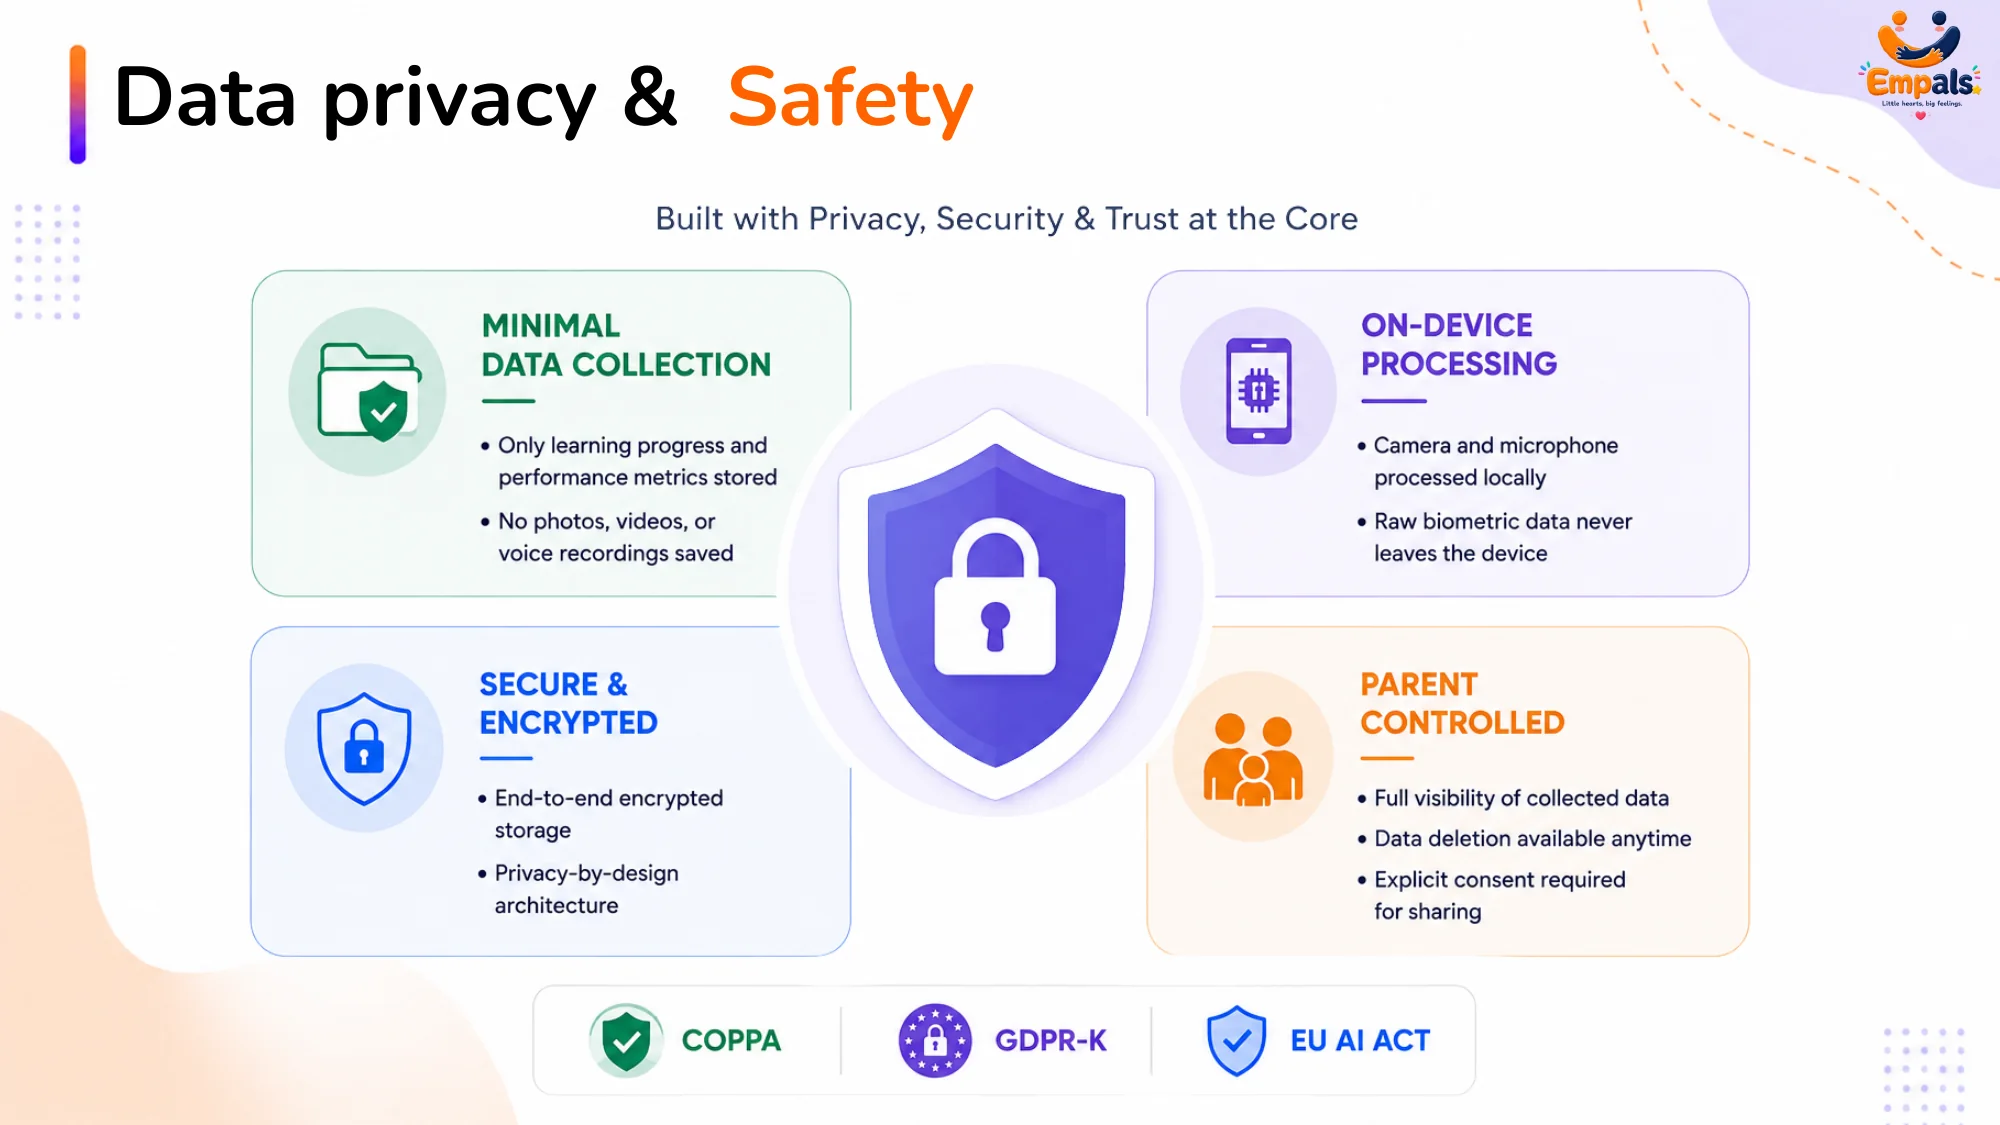 Data privacy & Safety
Empals
Little hearts, big feelings.
Built with Privacy, Security & Trust at the Core
MINIMAL
DATA COLLECTION
• Only learning progress and
performance metrics stored
• No photos, videos, or
voice recordings saved
ON-DEVICE
PROCESSING
• Camera and microphone
processed locally
• Raw biometric data never
leaves the device
SECURE &
ENCRYPTED
• End-to-end encrypted
storage
• Privacy-by-design
architecture
PARENT
CONTROLLED
• Full visibility of collected data
• Data deletion available anytime
• Explicit consent required
for sharing
COPPA
GDPR-K
EU AI ACT